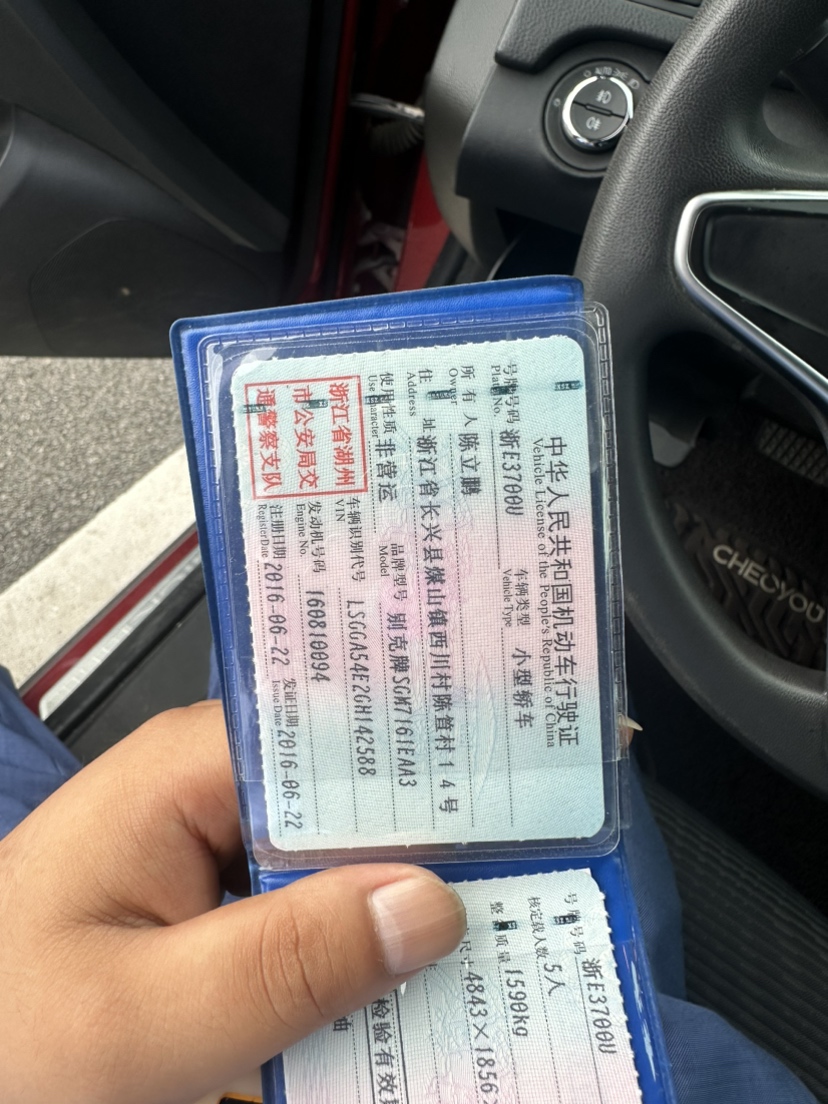 中华人民共和国机动车行驶证
Vehicle License of the People's Republic of China
号牌号码 浙E3700U 车辆类型 小型轿车
Plate No. Vehicle Type
所有人 陈立鹏
Owner
住址 浙江省长兴县煤山镇西川村陈笪村14号
Address
使用性质 非营运 品牌型号 别克牌SGM7161EAA3
Use Character Model
浙江省湖州
市公安局交
通警察支队
车辆识别代号 LSGGA54E2GH142588
VIN
发动机号码 160810094
Engine No.
注册日期 2016-06-22 发证日期 2016-06-22
Register Date Issue Date
号牌号码 浙E3700U
核定载人数 5人
整备质量 1590kg
4843×1856×
检验有效
油
AUTO
CHECYOU